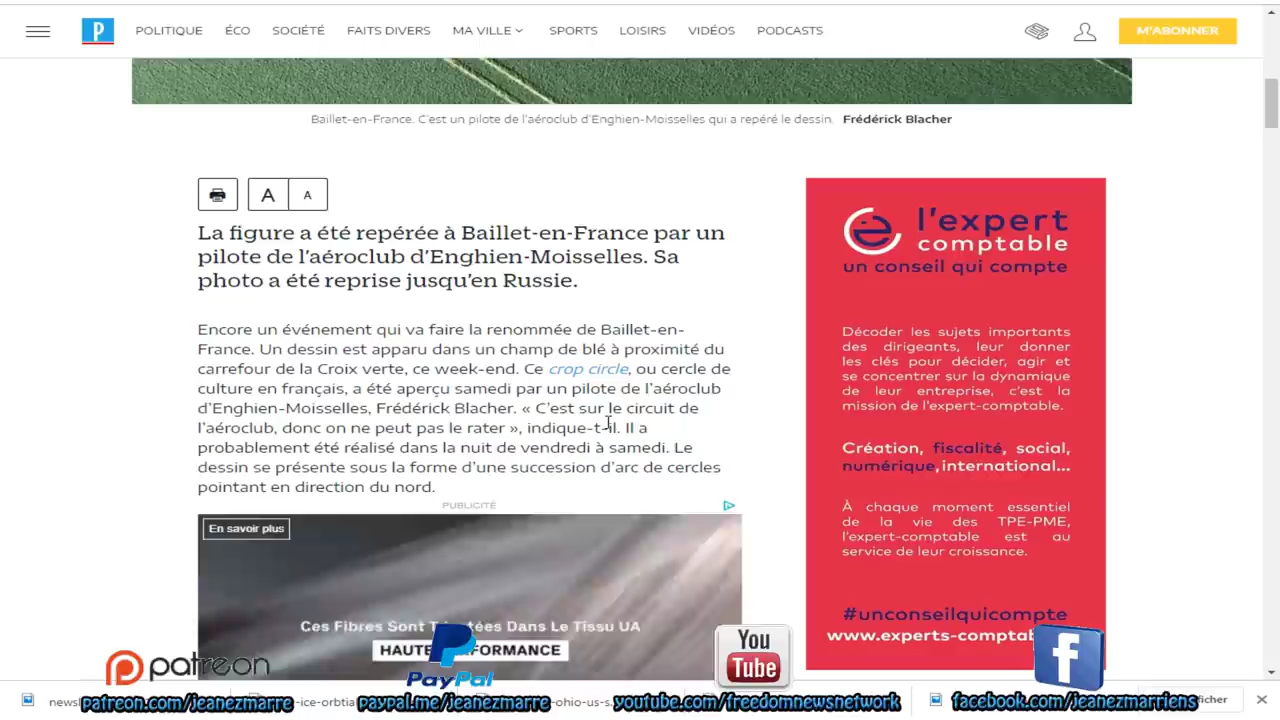 P POLITIQUE ÉCO SOCIÉTÉ FAITS DIVERS MA VILLE SPORTS LOISIRS VIDÉOS PODCASTS M'ABONNER
Baillet-en-France. C'est un pilote de l'aéroclub d'Enghien-Moisselles qui a repéré le dessin. Frédérick Blacher
A A
La figure a été repérée à Baillet-en-France par un
pilote de l'aéroclub d'Enghien-Moisselles. Sa
photo a été reprise jusqu'en Russie.
Encore un événement qui va faire la renommée de Baillet-en-
France. Un dessin est apparu dans un champ de blé à proximité du
carrefour de la Croix verte, ce week-end. Ce crop circle, ou cercle de
culture en français, a été aperçu samedi par un pilote de l'aéroclub
d'Enghien-Moisselles, Frédérick Blacher. « C'est sur le circuit de
l'aéroclub, donc on ne peut pas le rater », indique-t-il. Il a
probablement été réalisé dans la nuit de vendredi à samedi. Le
dessin se présente sous la forme d'une succession d'arc de cercles
pointant en direction du nord.
PUBLICITÉ
En savoir plus
Ces Fibres Sont Dans Le Tissu UA
l'expert
comptable
un conseil qui compte
Décoder les sujets importants
des dirigeants, leur donner
les clés pour décider, agir et
se concentrer sur la dynamique
de leur entreprise, c'est la
mission de l'expert-comptable.
Création, fiscalité, social,
numérique, international...
À chaque moment essentiel
de la vie des TPE-PME,
l'expert-comptable est au
service de leur croissance.
#unconseilquicompte
www.experts-compta
patreon
PayPal
You
Tube
f
patreon.com/jeanezmarre
paypal.me/jeanezmarre
youtube.com/freedomnewsnetwork
facebook.com/jeanezmarriens